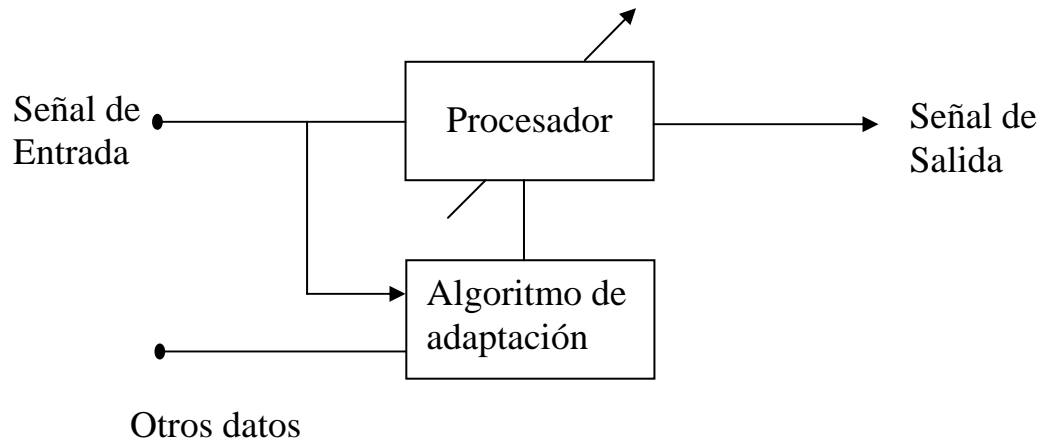 Señal de
Entrada
Procesador
Señal de
Salida
Algoritmo de
adaptación
Otros datos